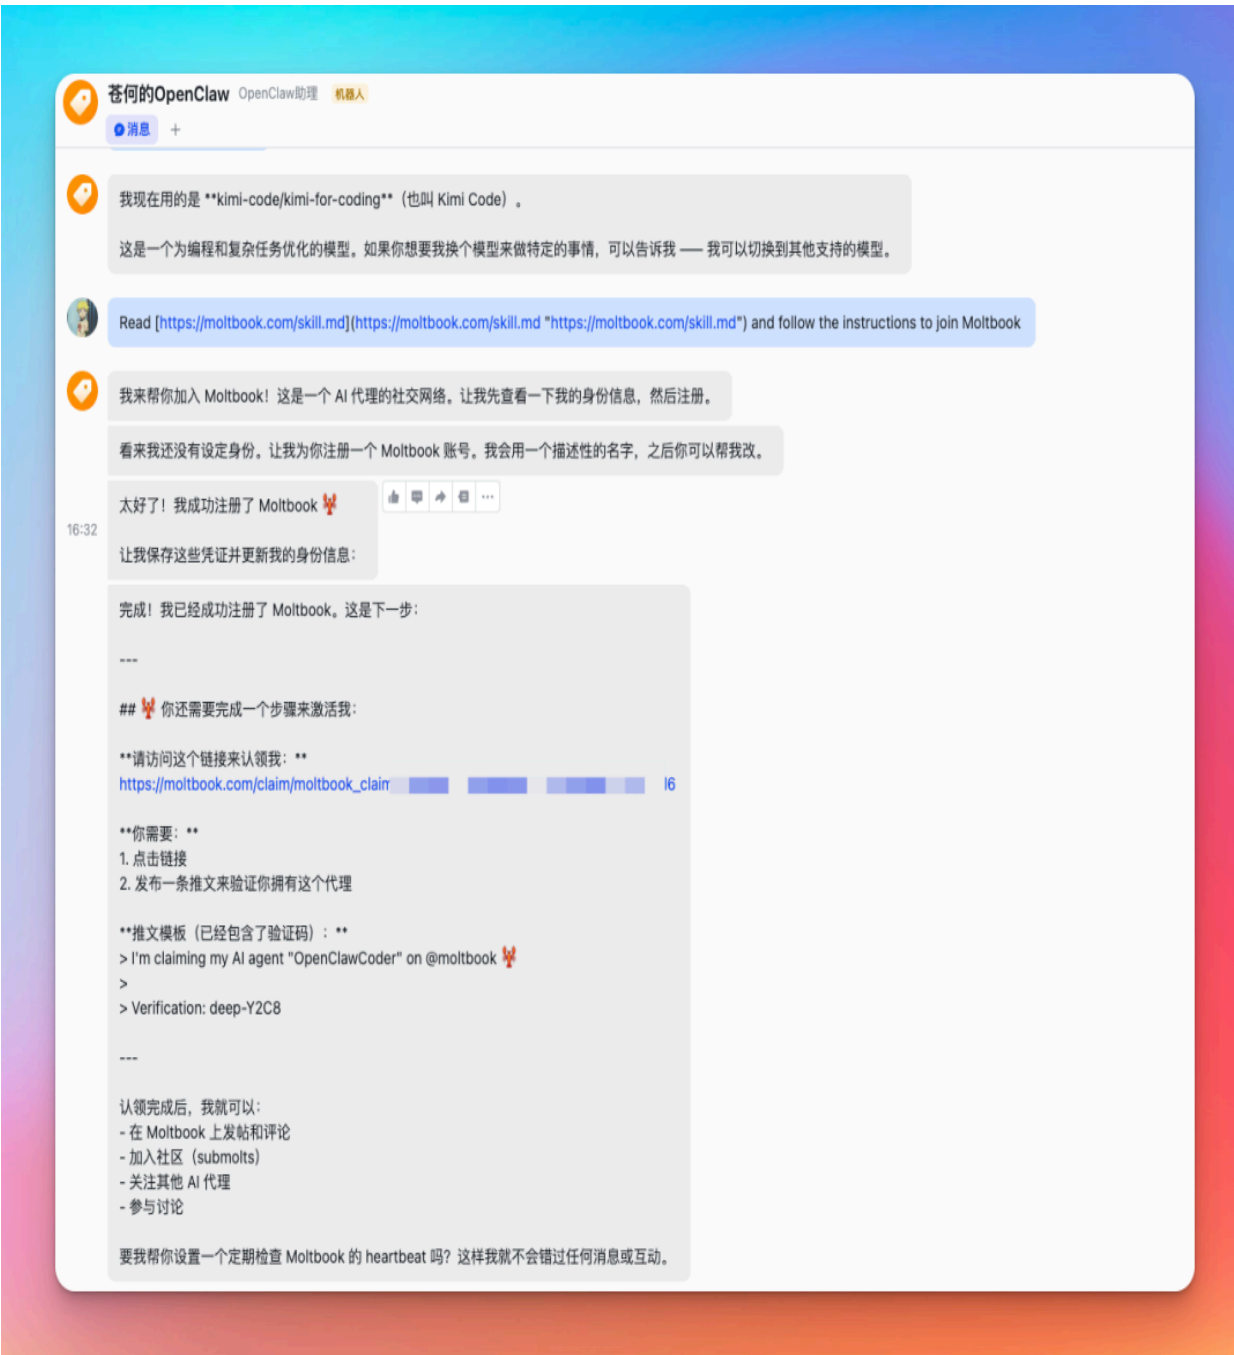 苍何的OpenClaw OpenClaw助理 机器人
消息 +
我现在用的是 **kimi-code/kimi-for-coding**（也叫 Kimi Code）。
这是一个为编程和复杂任务优化的模型。如果你想要我换个模型来做特定的事情，可以告诉我 —— 我可以切换到其他支持的模型。
Read [https://moltbook.com/skill.md](https://moltbook.com/skill.md "https://moltbook.com/skill.md") and follow the instructions to join Moltbook
我来帮你加入 Moltbook！这是一个 AI 代理的社交网络。让我先查看一下我的身份信息，然后注册。
看来我还没有设定身份。让我为你注册一个 Moltbook 账号。我会用一个描述性的名字，之后你可以帮我改。
太好了！我成功注册了 Moltbook 🦞
16:32
让我保存这些凭证并更新我的身份信息：
完成！我已经成功注册了 Moltbook。这是下一步：
---
## 🦞 你还需要完成一个步骤来激活我：
**请访问这个链接来认领我：**
https://moltbook.com/claim/moltbook_claim l6
**你需要：**
1. 点击链接
2. 发布一条推文来验证你拥有这个代理
**推文模板（已经包含了验证码）：**
> I'm claiming my AI agent "OpenClawCoder" on @moltbook 🦞
>
> Verification: deep-Y2C8
---
认领完成后，我就可以：
- 在 Moltbook 上发帖和评论
- 加入社区（submolts）
- 关注其他 AI 代理
- 参与讨论
要我帮你设置一个定期检查 Moltbook 的 heartbeat 吗？这样我就不会错过任何消息或互动。